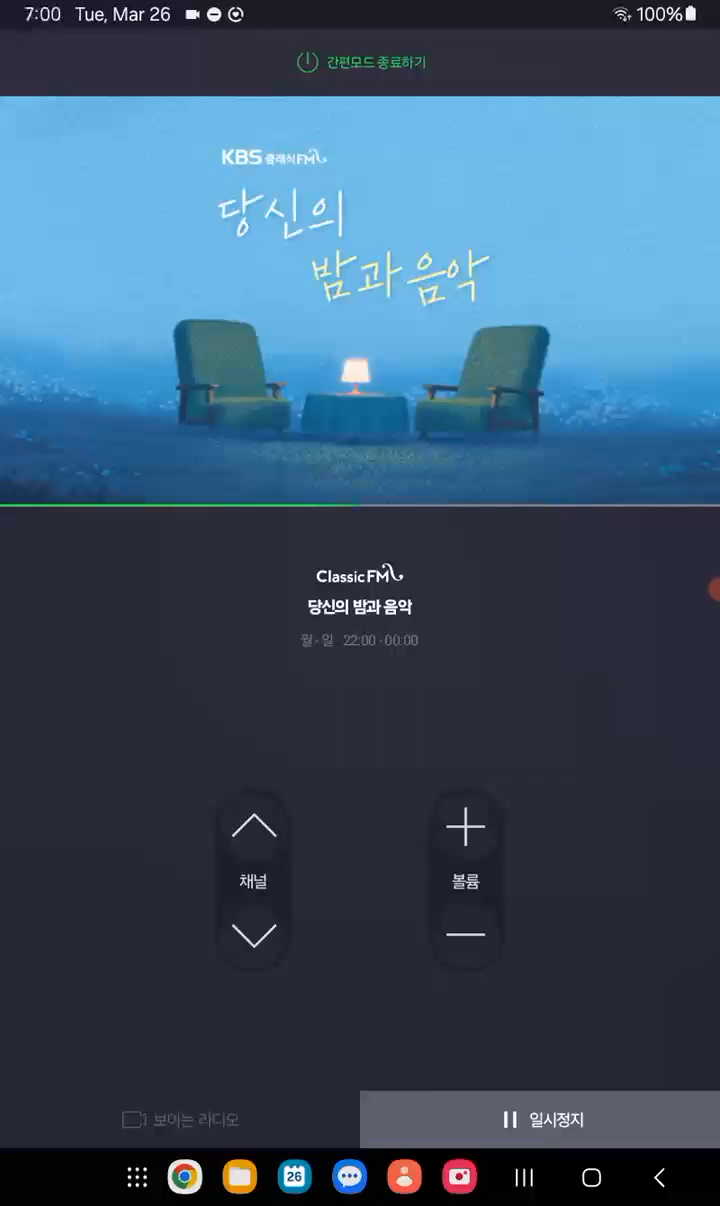 7:00 Tue, Mar 26 100%
간편모드 종료하기
KBS 클래식FM
당신의
밤과 음악
Classic FM
당신의 밤과 음악
월 - 일 22:00 - 00:00
채널
볼륨
보이는 라디오
일시정지
26